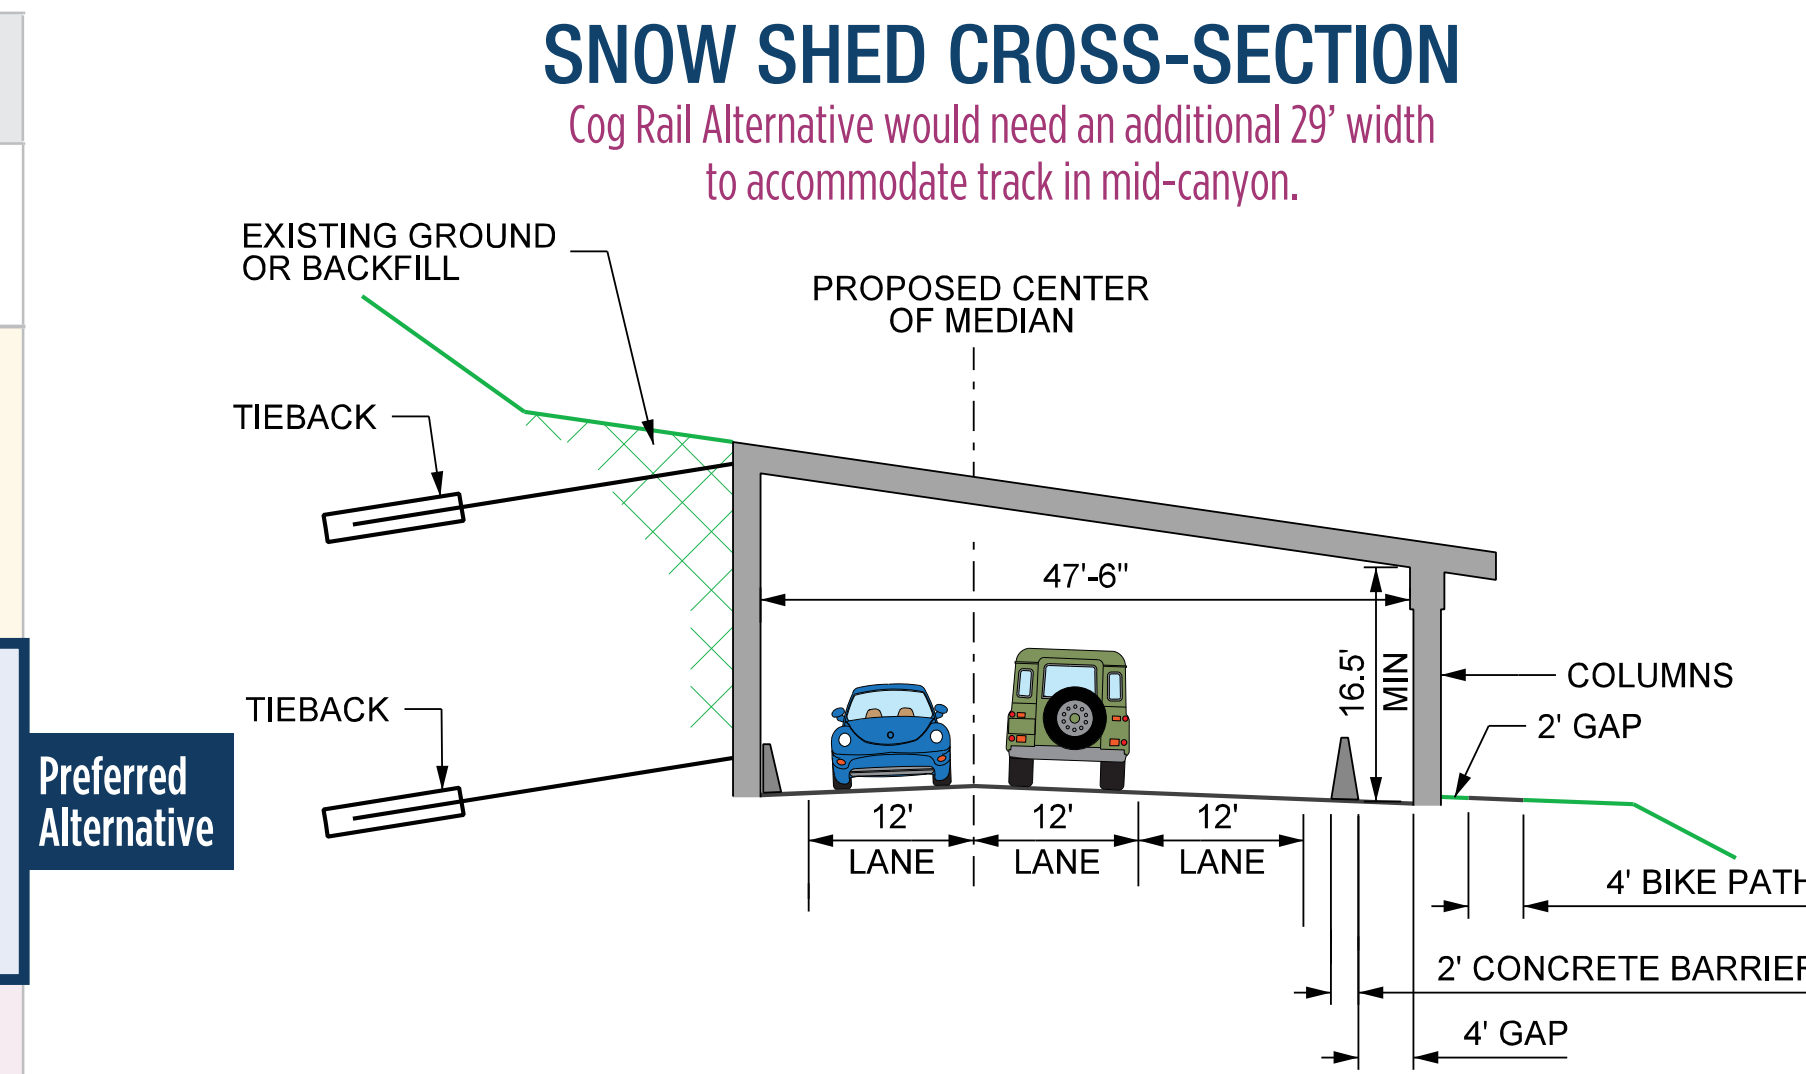 SNOW SHED CROSS-SECTION
Cog Rail Alternative would need an additional 29’ width
to accommodate track in mid-canyon.
EXISTING GROUND
OR BACKFILL
PROPOSED CENTER
OF MEDIAN
TIEBACK
47'-6"
16.5'
MIN
COLUMNS
TIEBACK
2' GAP
Preferred
Alternative
12'
LANE
12'
LANE
12'
LANE
4' BIKE PATH
2' CONCRETE BARRIER
4' GAP